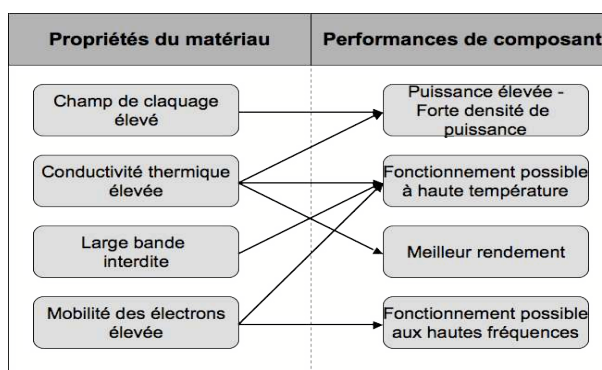 Propriétés du matériau
Performances de composant
Champ de claquage
élevé
Puissance élevée -
Forte densité de
puissance
Conductivité thermique
élevée
Fonctionnement possible
à haute température
Large bande
interdite
Meilleur rendement
Mobilité des électrons
élevée
Fonctionnement possible
aux hautes fréquences